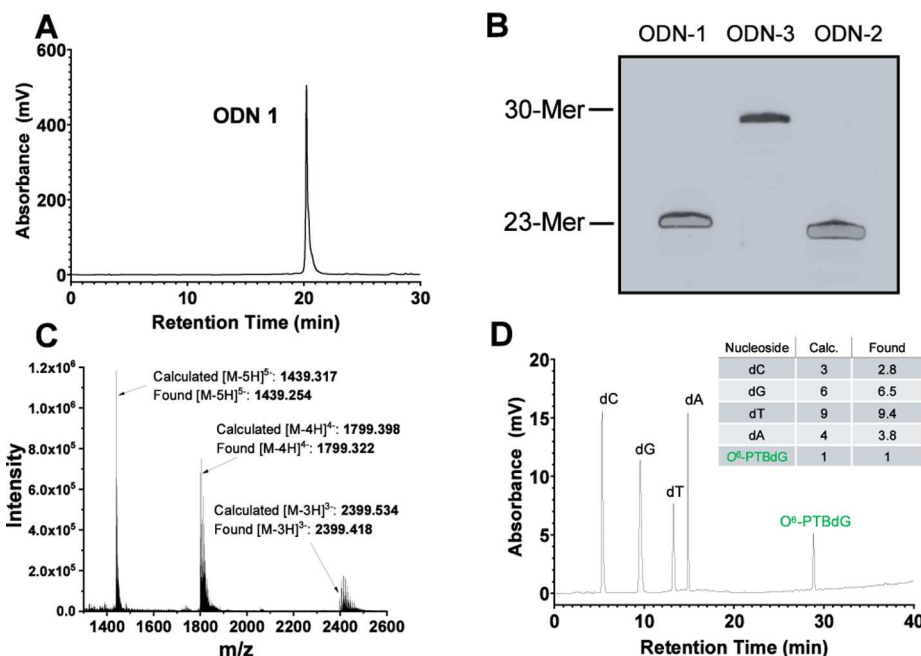 A
Absorbance (mV)
600
400
200
0
ODN 1
0 10 20 30
Retention Time (min)
B
ODN-1 ODN-3 ODN-2
30-Mer
23-Mer
C
Intensity
1.2x10⁶
1.0x10⁶
8.0x10⁵
6.0x10⁵
4.0x10⁵
2.0x10⁵
0.0
Calculated [M-5H]⁵⁻: 1439.317
Found [M-5H]⁵⁻: 1439.254
Calculated [M-4H]⁴⁻: 1799.398
Found [M-4H]⁴⁻: 1799.322
Calculated [M-3H]³⁻: 2399.534
Found [M-3H]³⁻: 2399.418
1400 1600 1800 2000 2200 2400 2600
m/z
D
Absorbance (mV)
20
15
10
5
0
dC
dG
dT
dA
O⁶-PTBdG
Nucleoside Calc. Found
dC 3 2.8
dG 6 6.5
dT 9 9.4
dA 4 3.8
O⁶-PTBdG 1 1
0 10 20 30 40
Retention Time (min)